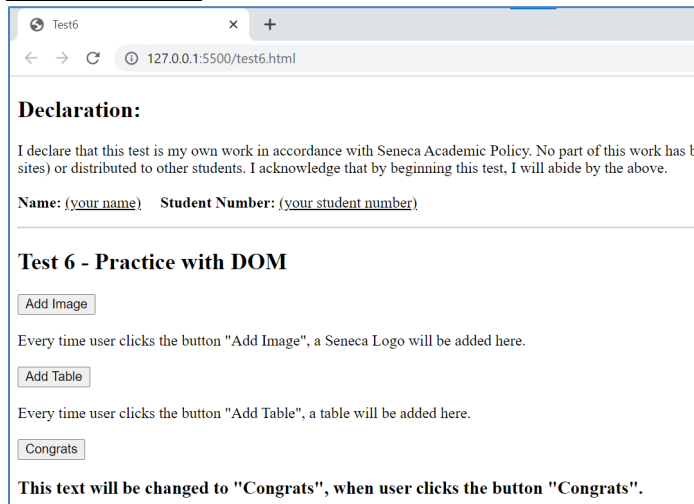 Test6
127.0.0.1:5500/test6.html
Declaration:
I declare that this test is my own work in accordance with Seneca Academic Policy. No part of this work has
sites) or distributed to other students. I acknowledge that by beginning this test, I will abide by the above.
Name: (your name) Student Number: (your student number)
Test 6 - Practice with DOM
Add Image
Every time user clicks the button "Add Image", a Seneca Logo will be added here.
Add Table
Every time user clicks the button "Add Table", a table will be added here.
Congrats
This text will be changed to "Congrats", when user clicks the button "Congrats".